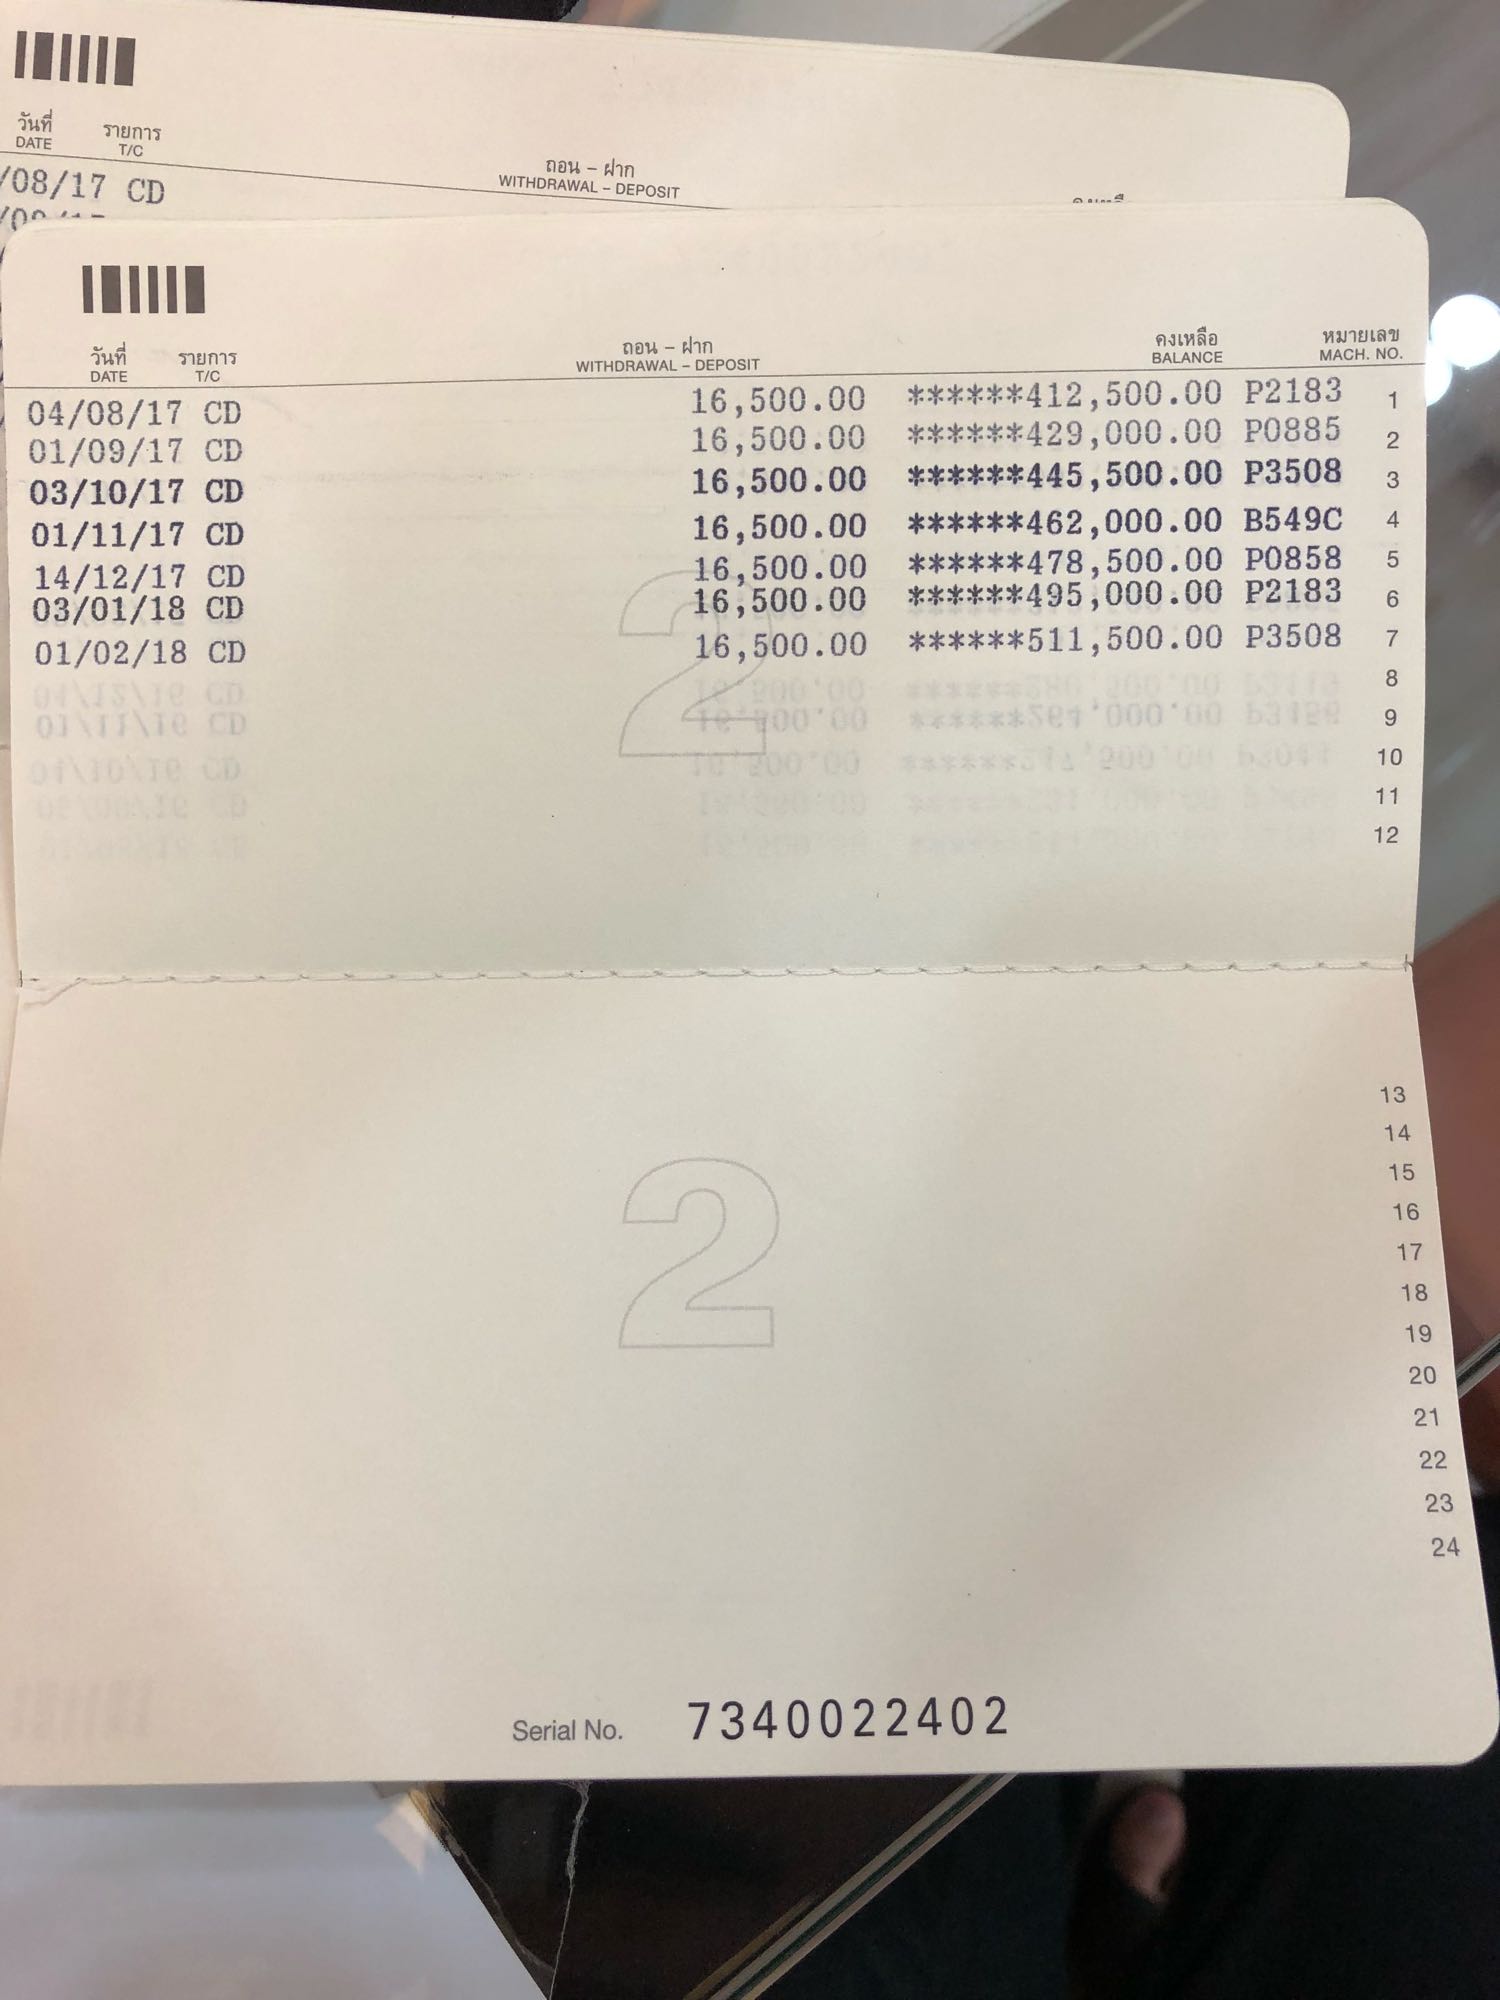 วันที่ รายการ
DATE T/C
ถอน – ฝาก
WITHDRAWAL – DEPOSIT
/08/17 CD
วันที่ รายการ ถอน – ฝาก คงเหลือ หมายเลข
DATE T/C WITHDRAWAL – DEPOSIT BALANCE MACH. NO.
04/08/17 CD 16,500.00 ******412,500.00 P2183 1
01/09/17 CD 16,500.00 ******429,000.00 P0885 2
03/10/17 CD 16,500.00 ******445,500.00 P3508 3
01/11/17 CD 16,500.00 ******462,000.00 B549C 4
14/12/17 CD 16,500.00 ******478,500.00 P0858 5
03/01/18 CD 16,500.00 ******495,000.00 P2183 6
01/02/18 CD 16,500.00 ******511,500.00 P3508 7
8
9
10
11
12
2
13
14
15
16
17
18
19
20
21
22
23
24
2
Serial No. 7340022402